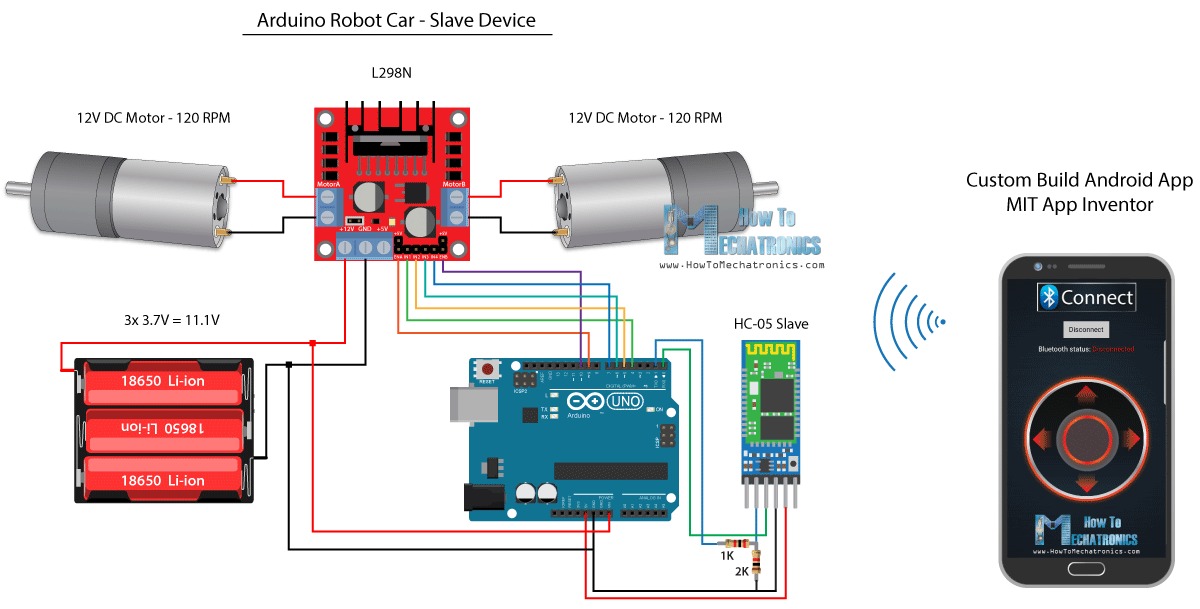 Arduino Robot Car - Slave Device
L298N
12V DC Motor - 120 RPM
12V DC Motor - 120 RPM
MotorA
MotorB
+12V GND +5V
+5V
+5V
ENA IN1 IN2 IN3 IN4 ENB
How To
MECHATRONICS
www.HowToMechatronics.com
Custom Build Android App
MIT App Inventor
3x 3.7V = 11.1V
18650 Li-ion
18650 Li-ion
18650 Li-ion
HC-05 Slave
RESET
ICSP2
DIGITAL (PWM~)
L
TX
RX
UNO
ON
Arduino
ICSP
POWER
ANALOG IN
1K
2K
Connect
Disconnect
Bluetooth status: Disconnected
How To
MECHATRONICS
www.HowToMechatronics.com